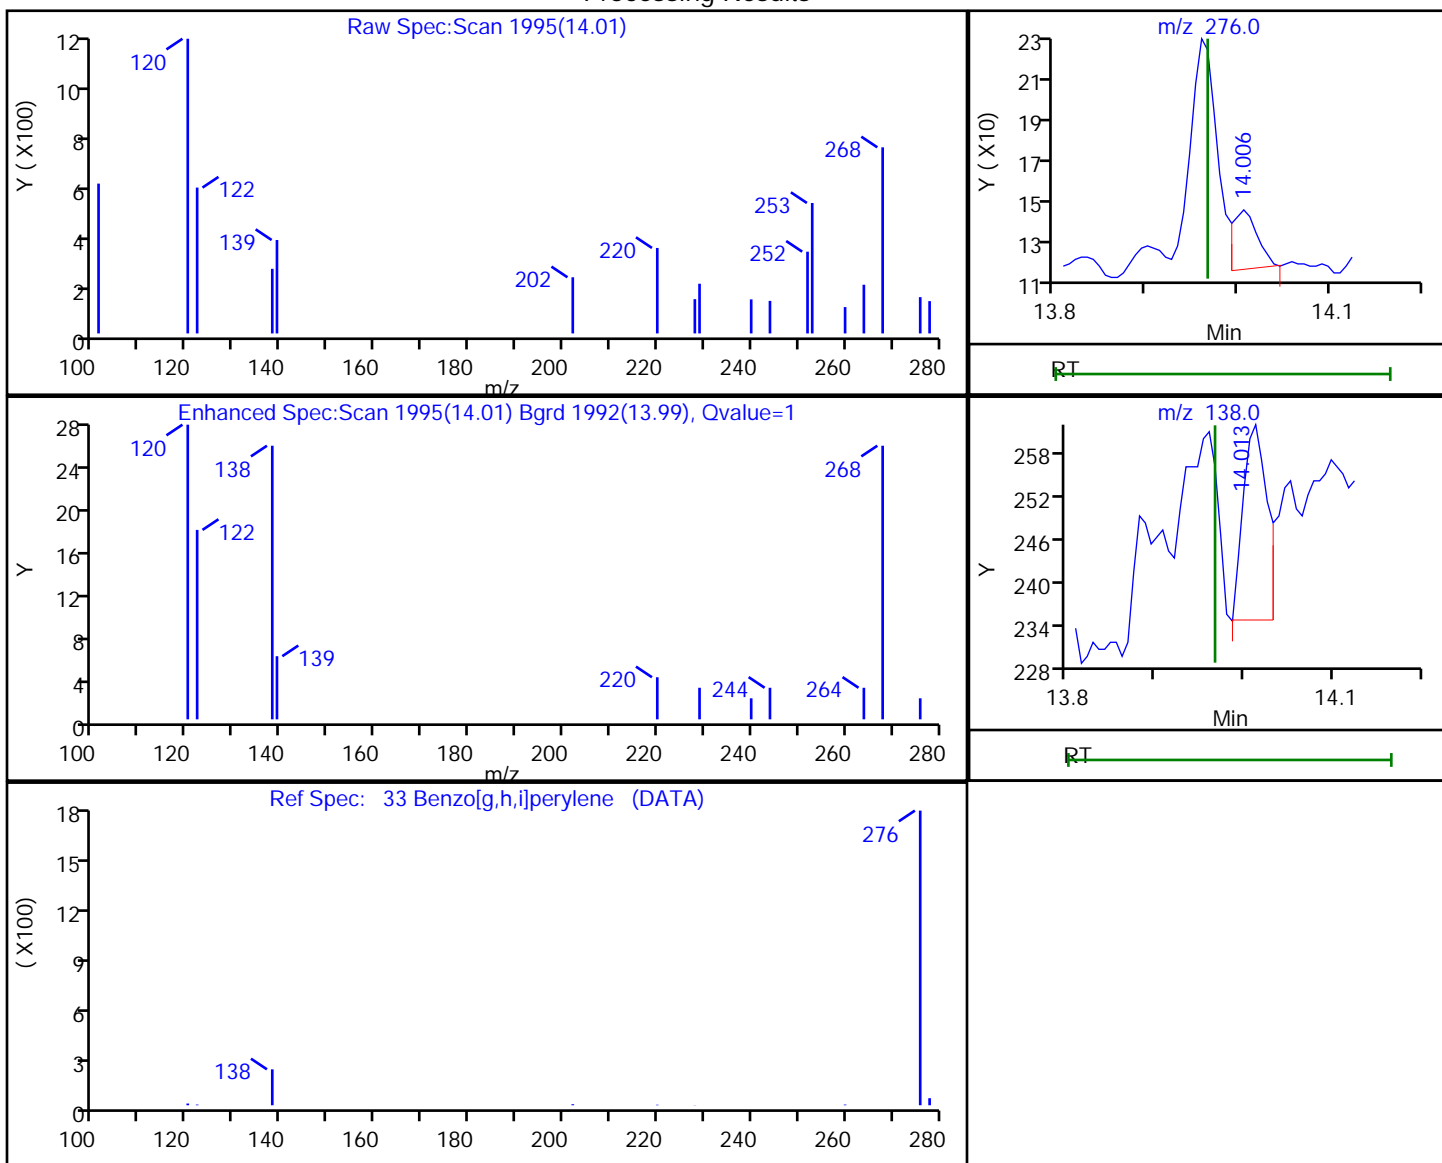 Processing Results
Raw Spec:Scan 1995(14.01)
12
10
8
6
4
2
0
Y ( X100)
120
122
139
202
220
252
253
268
100 120 140 160 180 200 220 240 260 280
m/z
m/z 276.0
23
21
19
17
15
13
11
Y ( X10)
14.006
13.8 14.1
Min
RT
Enhanced Spec:Scan 1995(14.01) Bgrd 1992(13.99), Qvalue=1
28
24
20
16
12
8
4
0
Y
120
122
138
139
220
244
264
268
100 120 140 160 180 200 220 240 260 280
m/z
m/z 138.0
258
252
246
240
234
228
Y
14.013
13.8 14.1
Min
RT
Ref Spec: 33 Benzo[g,h,i]perylene (DATA)
18
15
12
9
6
3
0
( X100)
138
276
100 120 140 160 180 200 220 240 260 280